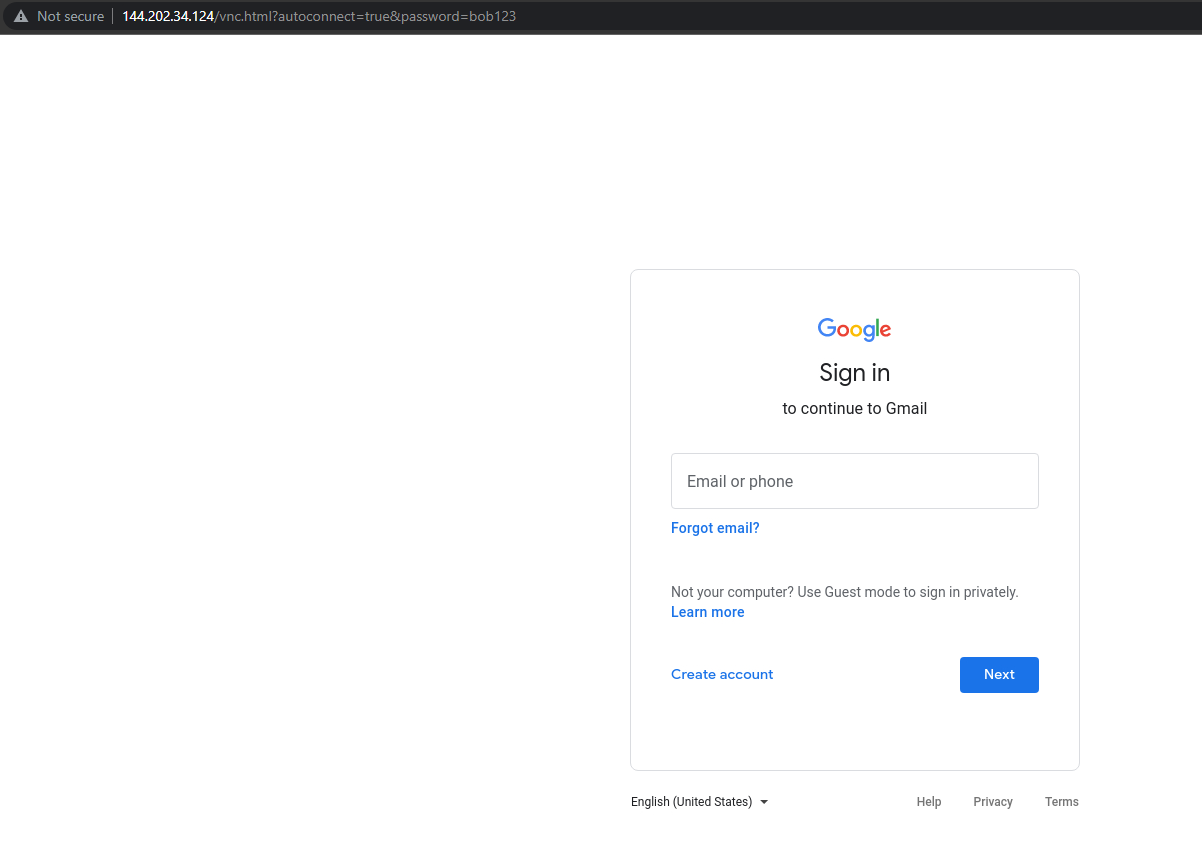 Not secure 144.202.34.124/vnc.html?autoconnect=true&password=bob123
Google
Sign in
to continue to Gmail
Email or phone
Forgot email?
Not your computer? Use Guest mode to sign in privately.
Learn more
Create account Next
English (United States) Help Privacy Terms